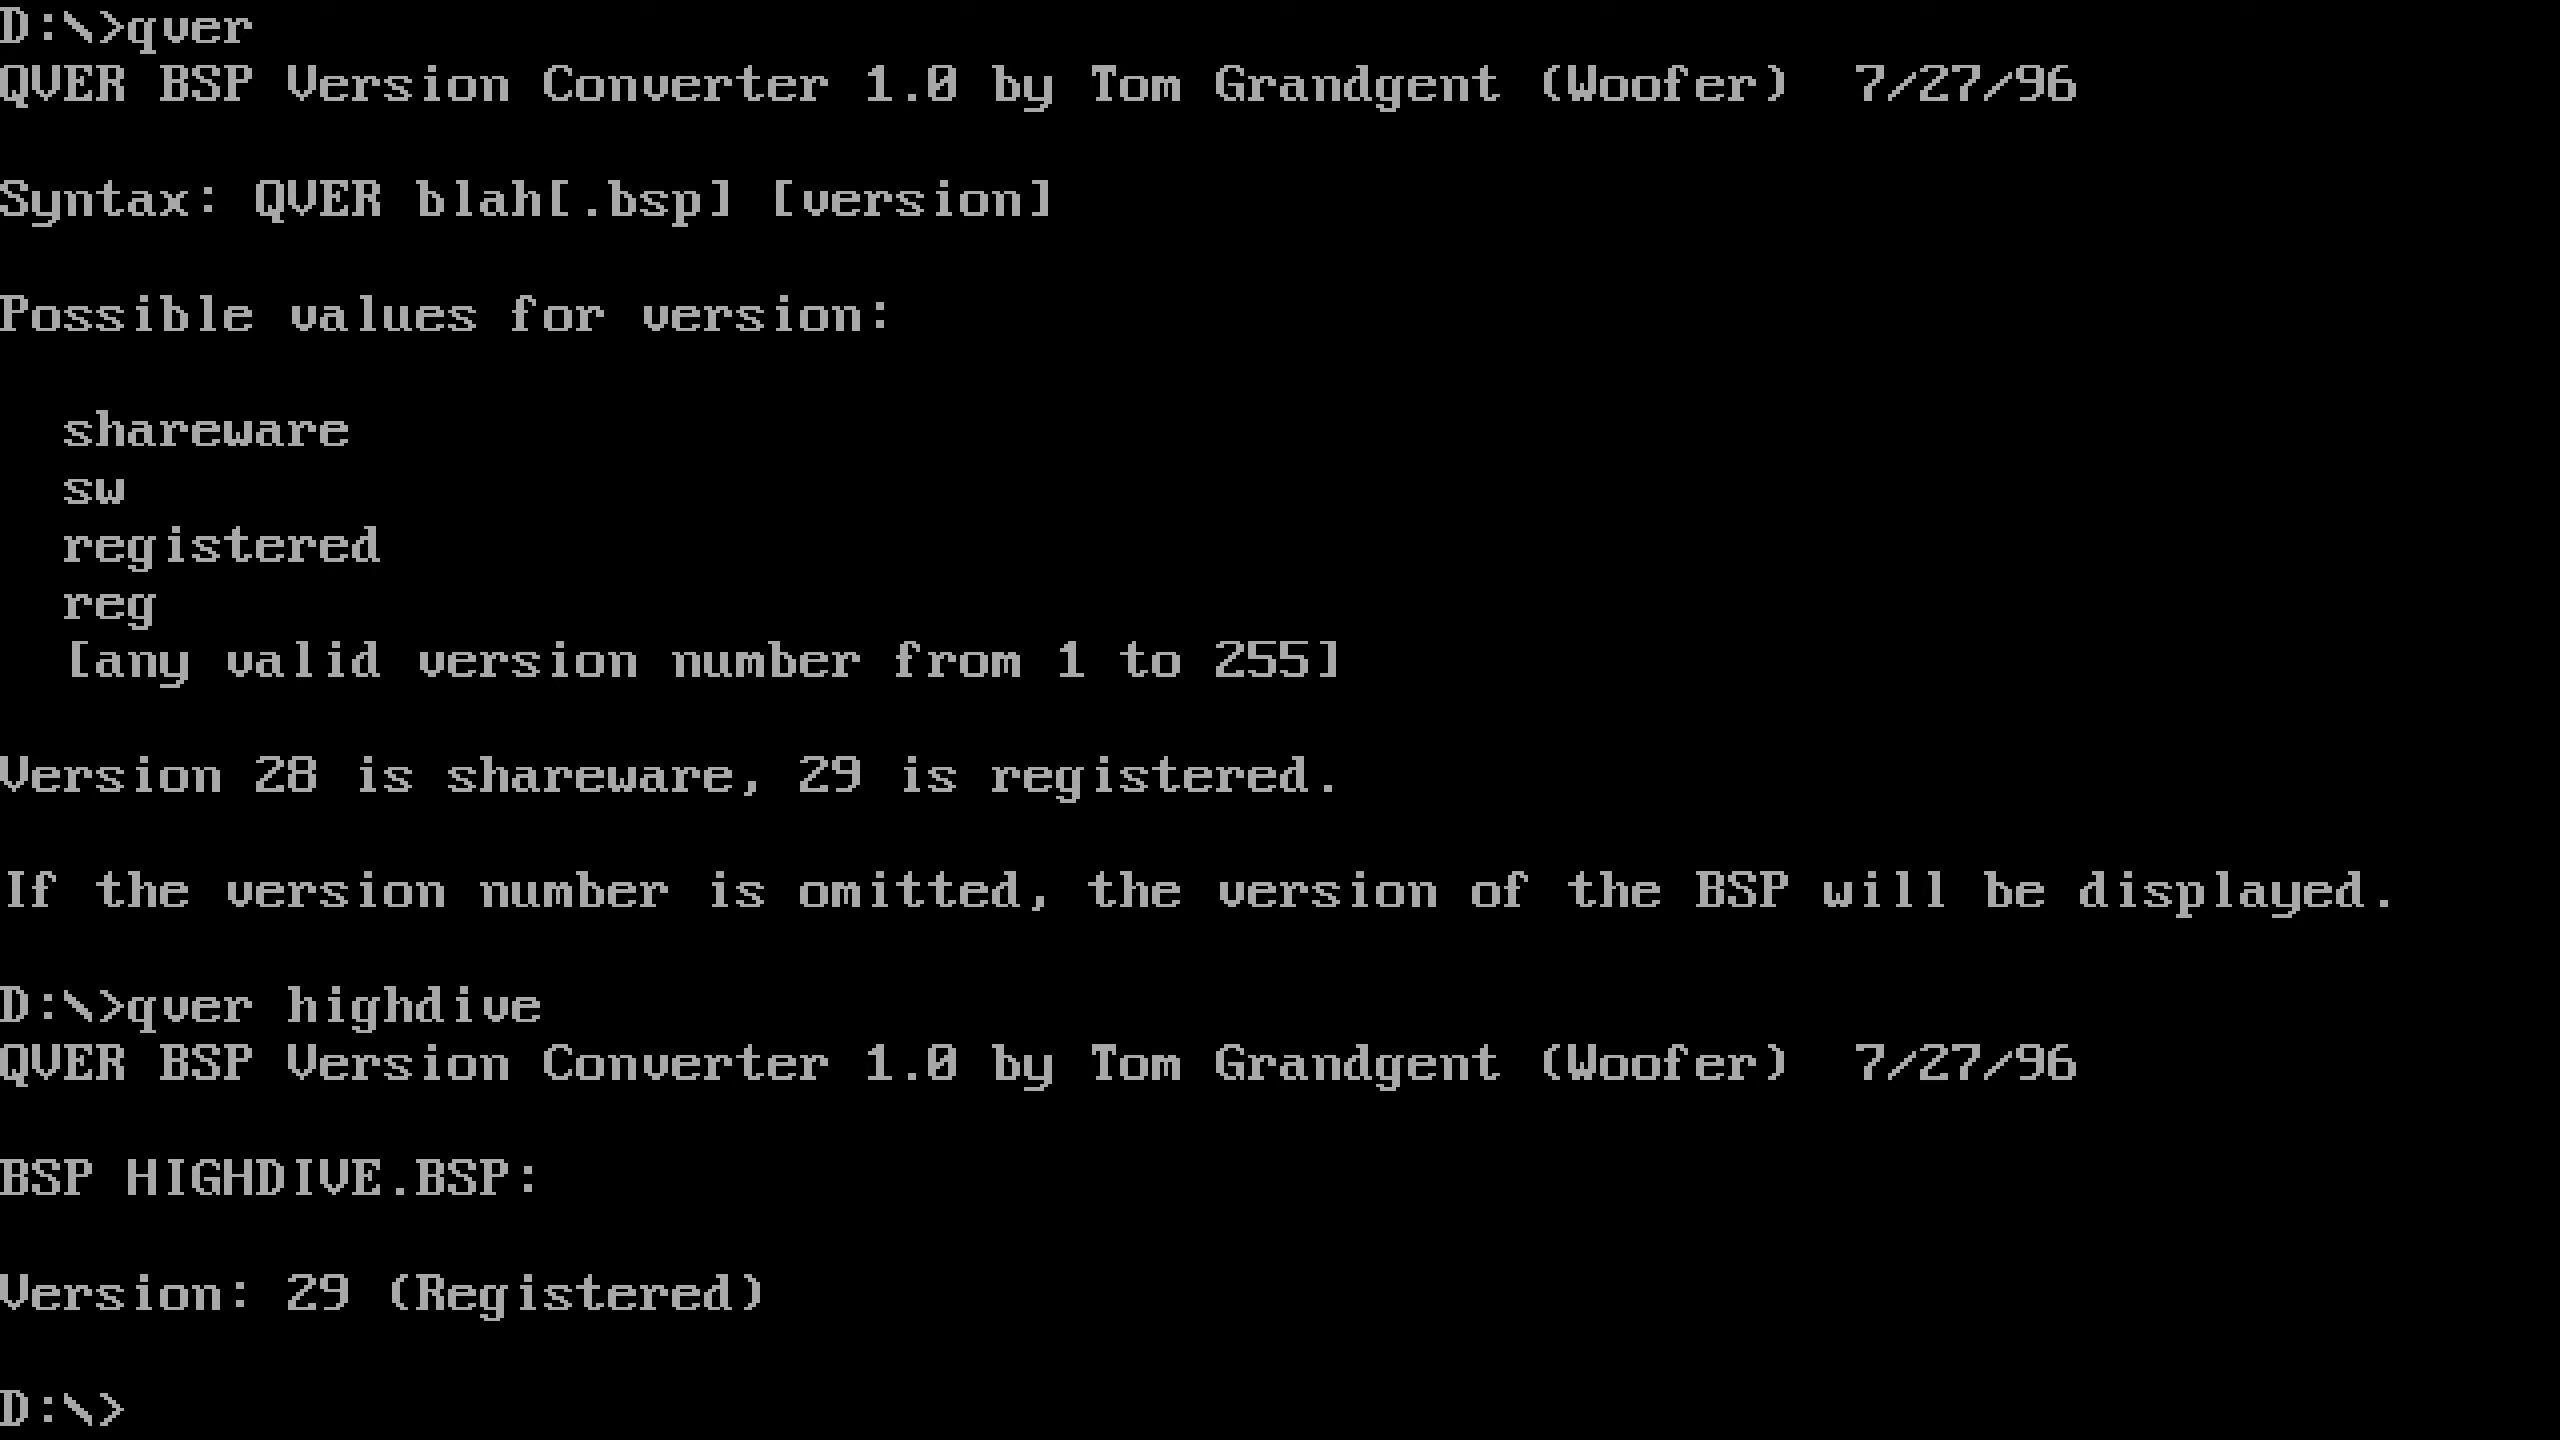 D:\>qver
QVER BSP Version Converter 1.0 by Tom Grandgent (Woofer)  7/27/96
Syntax: QVER blah[.bsp] [version]
Possible values for version:
  shareware
  sw
  registered
  reg
  [any valid version number from 1 to 255]
Version 28 is shareware, 29 is registered.
If the version number is omitted, the version of the BSP will be displayed.
D:\>qver highdive
QVER BSP Version Converter 1.0 by Tom Grandgent (Woofer)  7/27/96
BSP HIGHDIVE.BSP:
Version: 29 (Registered)
D:\>